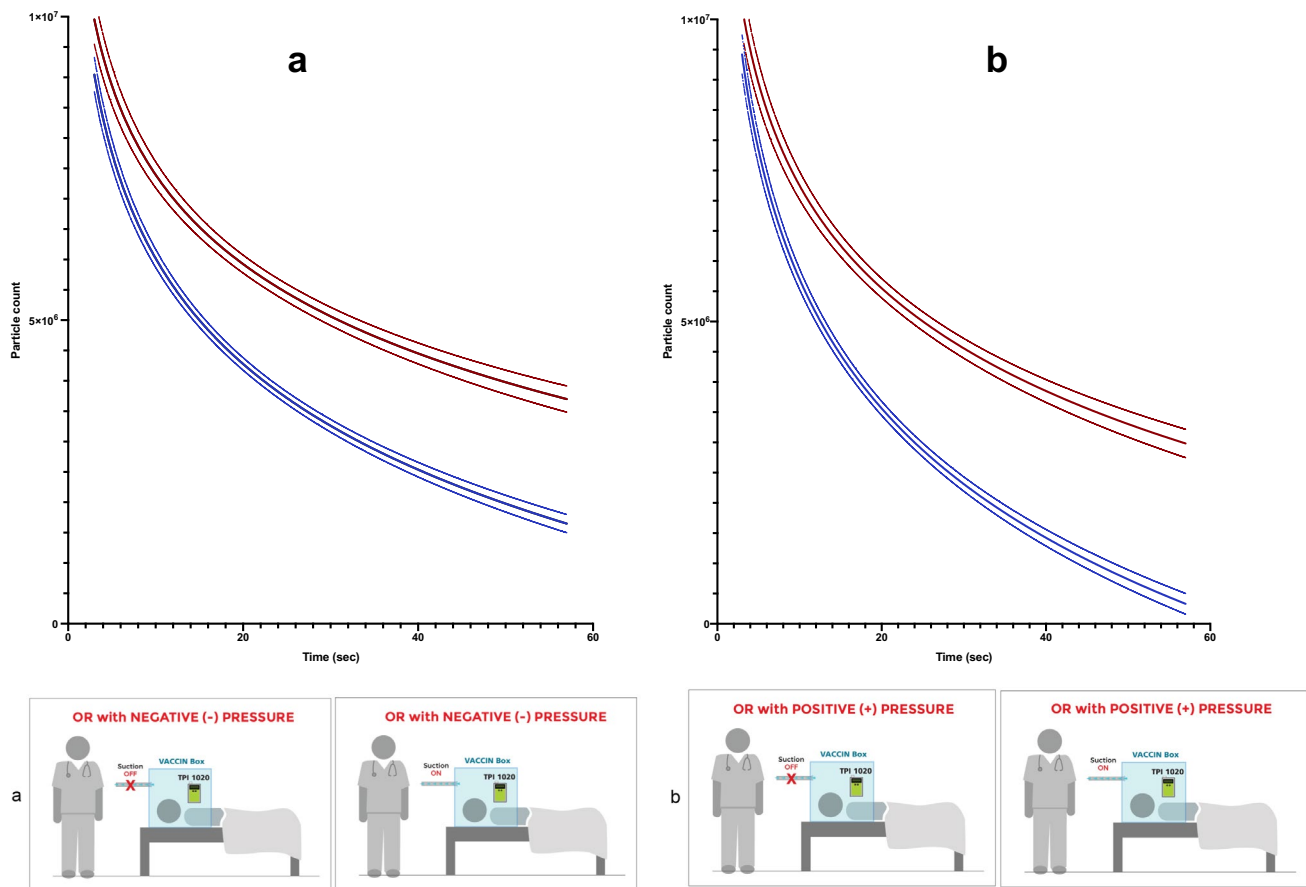 a
1×10⁷
5×10⁶
0
Particle count
0
20
40
60
Time (sec)
b
1×10⁷
5×10⁶
0
Particle count
0
20
40
60
Time (sec)
a
OR with NEGATIVE (-) PRESSURE
Suction
OFF
X
VACCIN Box
TPI 1020
OR with NEGATIVE (-) PRESSURE
Suction
ON
VACCIN Box
TPI 1020
b
OR with POSITIVE (+) PRESSURE
Suction
OFF
X
VACCIN Box
TPI 1020
OR with POSITIVE (+) PRESSURE
Suction
ON
VACCIN Box
TPI 1020